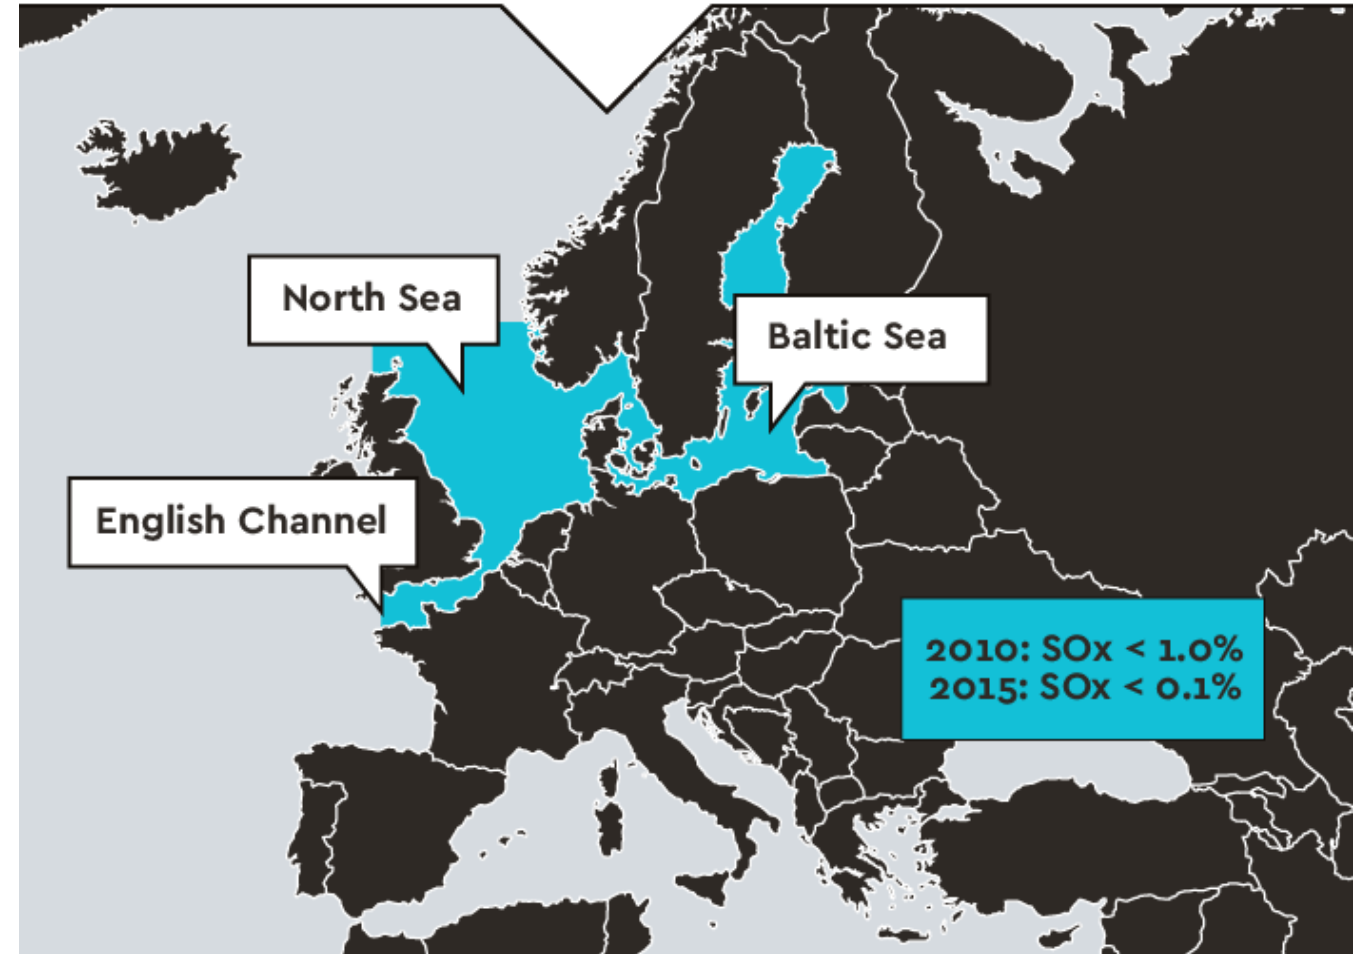 North Sea
Baltic Sea
English Channel
2010: SOx < 1.0%
2015: SOx < 0.1%